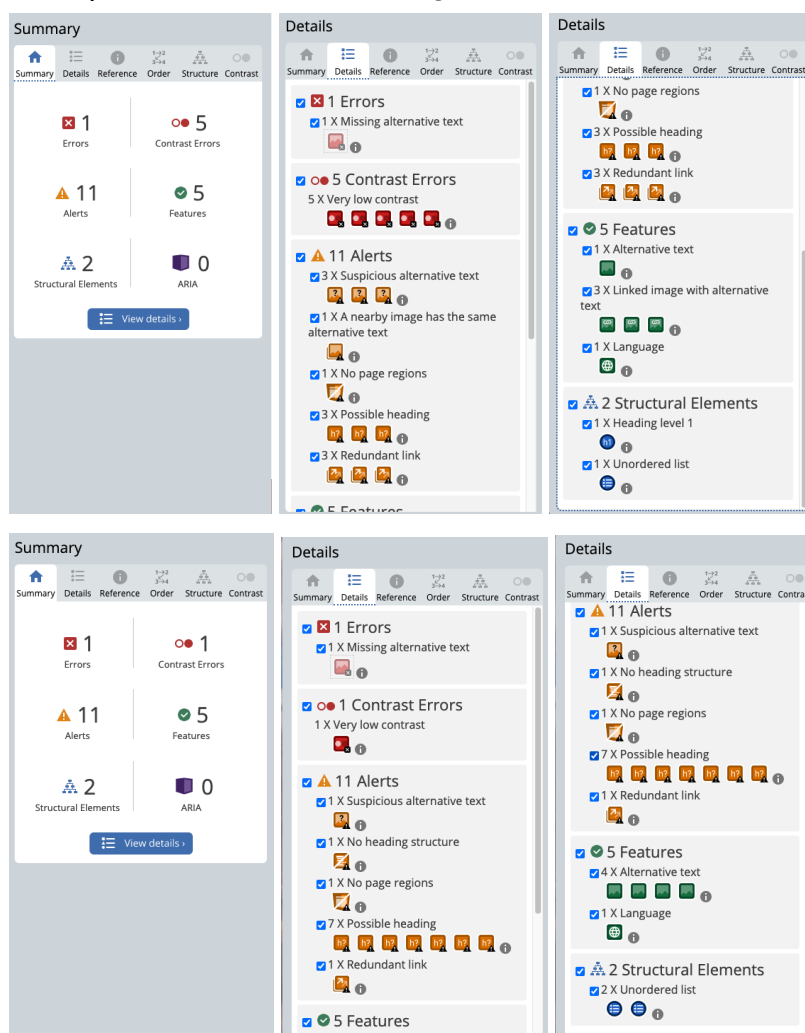 Summary
Summary Details Reference Order Structure Contrast
1 Errors
5 Contrast Errors
11 Alerts
5 Features
2 Structural Elements
0 ARIA
View details ›
Details
Summary Details Reference Order Structure Contrast
1 Errors
1 X Missing alternative text
5 Contrast Errors
5 X Very low contrast
11 Alerts
3 X Suspicious alternative text
1 X A nearby image has the same
alternative text
1 X No page regions
3 X Possible heading
3 X Redundant link
5 Features
Details
Summary Details Reference Order Structure Contrast
1 X No page regions
3 X Possible heading
3 X Redundant link
5 Features
1 X Alternative text
3 X Linked image with alternative
text
1 X Language
2 Structural Elements
1 X Heading level 1
1 X Unordered list
Summary
Summary Details Reference Order Structure Contrast
1 Errors
1 Contrast Errors
11 Alerts
5 Features
2 Structural Elements
0 ARIA
View details ›
Details
Summary Details Reference Order Structure Contrast
1 Errors
1 X Missing alternative text
1 Contrast Errors
1 X Very low contrast
11 Alerts
1 X Suspicious alternative text
1 X No heading structure
1 X No page regions
7 X Possible heading
1 X Redundant link
5 Features
Details
Summary Details Reference Order Structure Contra
11 Alerts
1 X Suspicious alternative text
1 X No heading structure
1 X No page regions
7 X Possible heading
1 X Redundant link
5 Features
4 X Alternative text
1 X Language
2 Structural Elements
2 X Unordered list